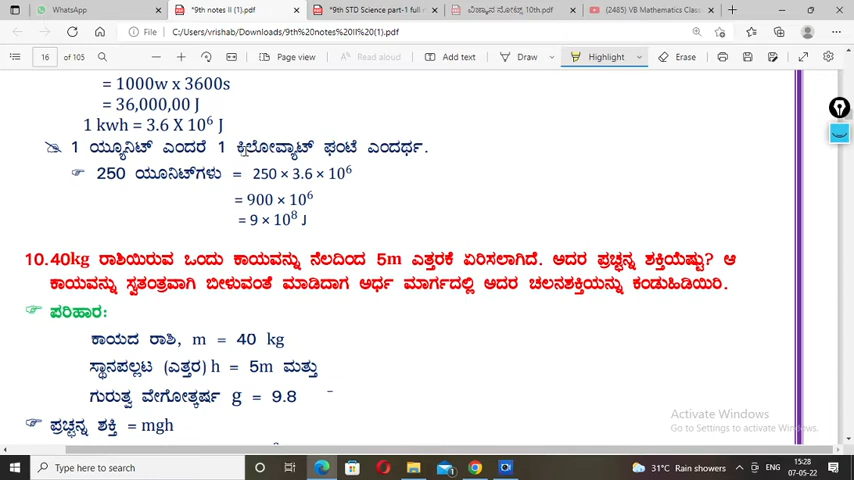 WhatsApp
*9th notes II (1).pdf
*9th STD Science part-1 full
ವಿಜ್ಞಾನ ನೋಟ್ಸ್ 10th.pdf
(2485) VB Mathematics Class
File
C:/Users/vrishab/Downloads/9th%20notes%20II%20(1).pdf
16 of 105
Page view
Read aloud
Add text
Draw
Highlight
Erase
= 1000w x 3600s
= 36,000,00 J
1 kwh = 3.6 X 10⁶ J
1 ಯ್ಯೂನಿಟ್ ಎಂದರೆ 1 ಕ್ರಿಲೋವ್ಯಾಟ್ ಘಂಟೆ ಎಂದರ್ಥ.
250 ಯೂನಿಟ್‌ಗಳು = 250 × 3.6 × 10⁶
= 900 × 10⁶
= 9 × 10⁸ J
10. 40kg ರಾಶಿಯಿರುವ ಒಂದು ಕಾಯವನ್ನು ನೆಲದಿಂದ 5m ಎತ್ತರಕೆ ಏರಿಸಲಾಗಿದೆ. ಅದರ ಪ್ರಚ್ಛನ್ನ ಶಕ್ತಿಯೆಷ್ಟು? ಆ
ಕಾಯವನ್ನು ಸ್ವತಂತ್ರವಾಗಿ ಬೀಳುವಂತೆ ಮಾಡಿದಾಗ ಅರ್ಧ ಮಾರ್ಗದಲ್ಲಿ ಅದರ ಚಲನಶಕ್ತಿಯನ್ನು ಕಂಡುಹಿಡಿಯಿರಿ.
ಪರಿಹಾರ:
ಕಾಯದ ರಾಶಿ, m = 40 kg
ಸ್ಥಾನಪಲ್ಲಟ (ಎತ್ತರ) h = 5m ಮತ್ತು
ಗುರುತ್ವ ವೇಗೋತ್ಕರ್ಷ g = 9.8
ಪ್ರಚ್ಛನ್ನ ಶಕ್ತಿ = mgh
Activate Windows
Go to Settings to activate Windows.
Type here to search
31°C Rain showers
ENG
15:28
07-05-22